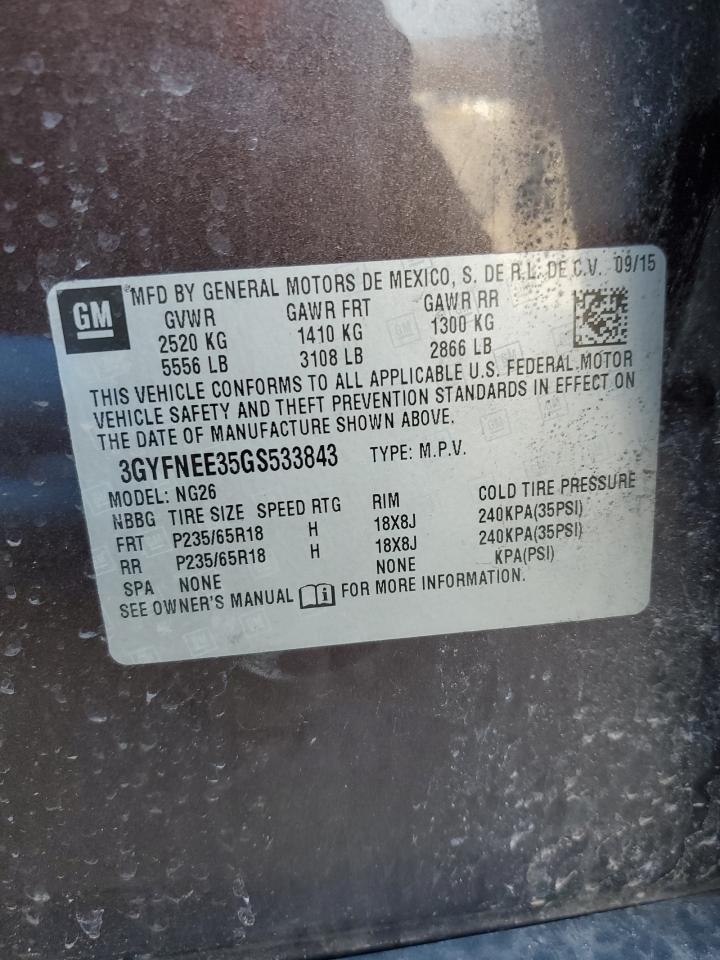 GM
MFD BY GENERAL MOTORS DE MEXICO, S. DE R.L. DE C.V. 09/15
GVWR GAWR FRT GAWR RR
2520 KG 1410 KG 1300 KG
5556 LB 3108 LB 2866 LB
THIS VEHICLE CONFORMS TO ALL APPLICABLE U.S. FEDERAL MOTOR
VEHICLE SAFETY AND THEFT PREVENTION STANDARDS IN EFFECT ON
THE DATE OF MANUFACTURE SHOWN ABOVE.
3GYFNEE35GS533843 TYPE: M.P.V.
MODEL: NG26
NBBG TIRE SIZE SPEED RTG RIM COLD TIRE PRESSURE
FRT P235/65R18 H 18X8J 240KPA(35PSI)
RR P235/65R18 H 18X8J 240KPA(35PSI)
SPA NONE NONE KPA(PSI)
SEE OWNER'S MANUAL FOR MORE INFORMATION.